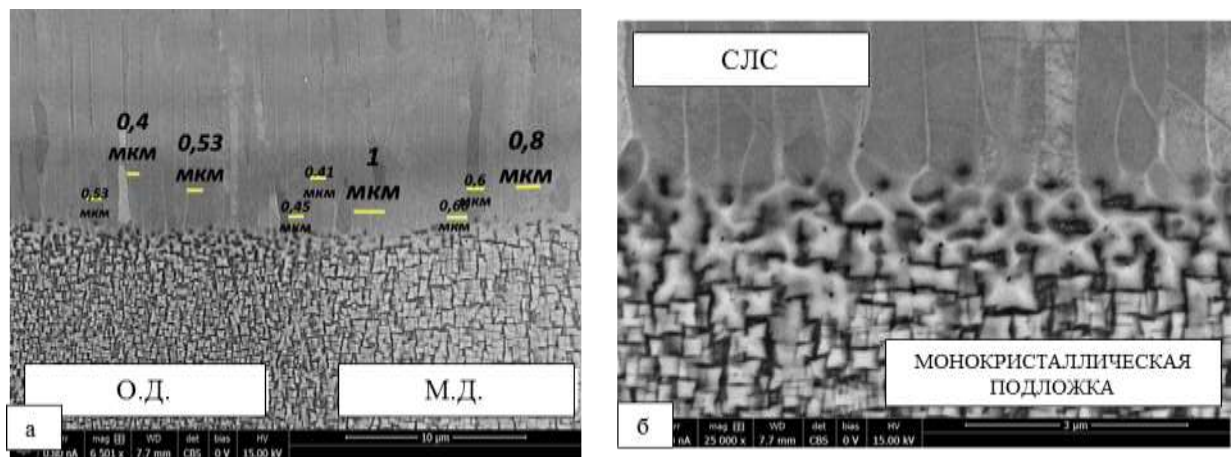 0,4
мкм
0,53
мкм
1
мкм
0,8
мкм
0,53
мкм
0,41
мкм
0,45
мкм
0,6
мкм
0,66
мкм
О.Д.
М.Д.
а
mag
WD
det
bias
HV
10 µm
6 501 x
7.7 mm
CBS
0 V
15.00 kV
СЛС
МОНОКРИСТАЛЛИЧЕСКАЯ
ПОДЛОЖКА
б
nA
mag
WD
det
bias
HV
3 µm
25 000 x
7.7 mm
CBS
0 V
15.00 kV